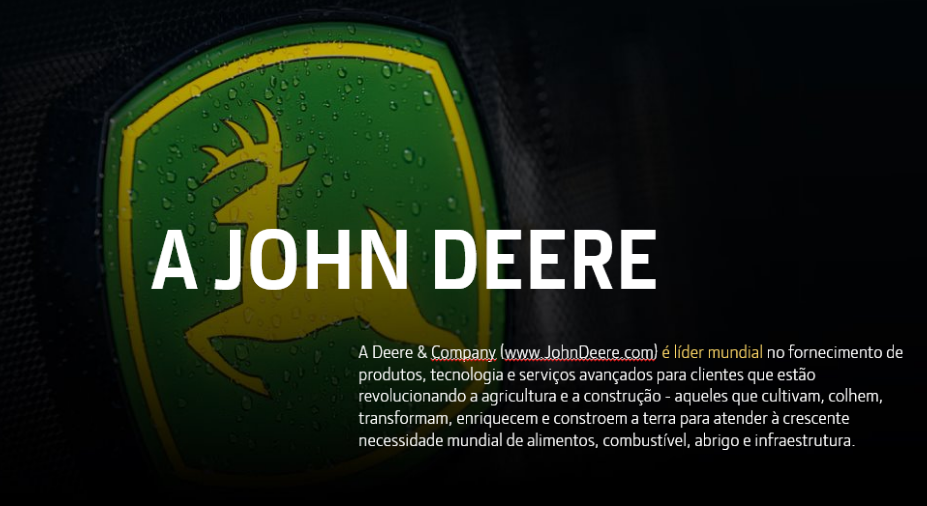 A JOHN DEERE
A Deere & Company (www.JohnDeere.com) é líder mundial no fornecimento de
produtos, tecnologia e serviços avançados para clientes que estão
revolucionando a agricultura e a construção - aqueles que cultivam, colhem,
transformam, enriquecem e constroem a terra para atender à crescente
necessidade mundial de alimentos, combustível, abrigo e infraestrutura.